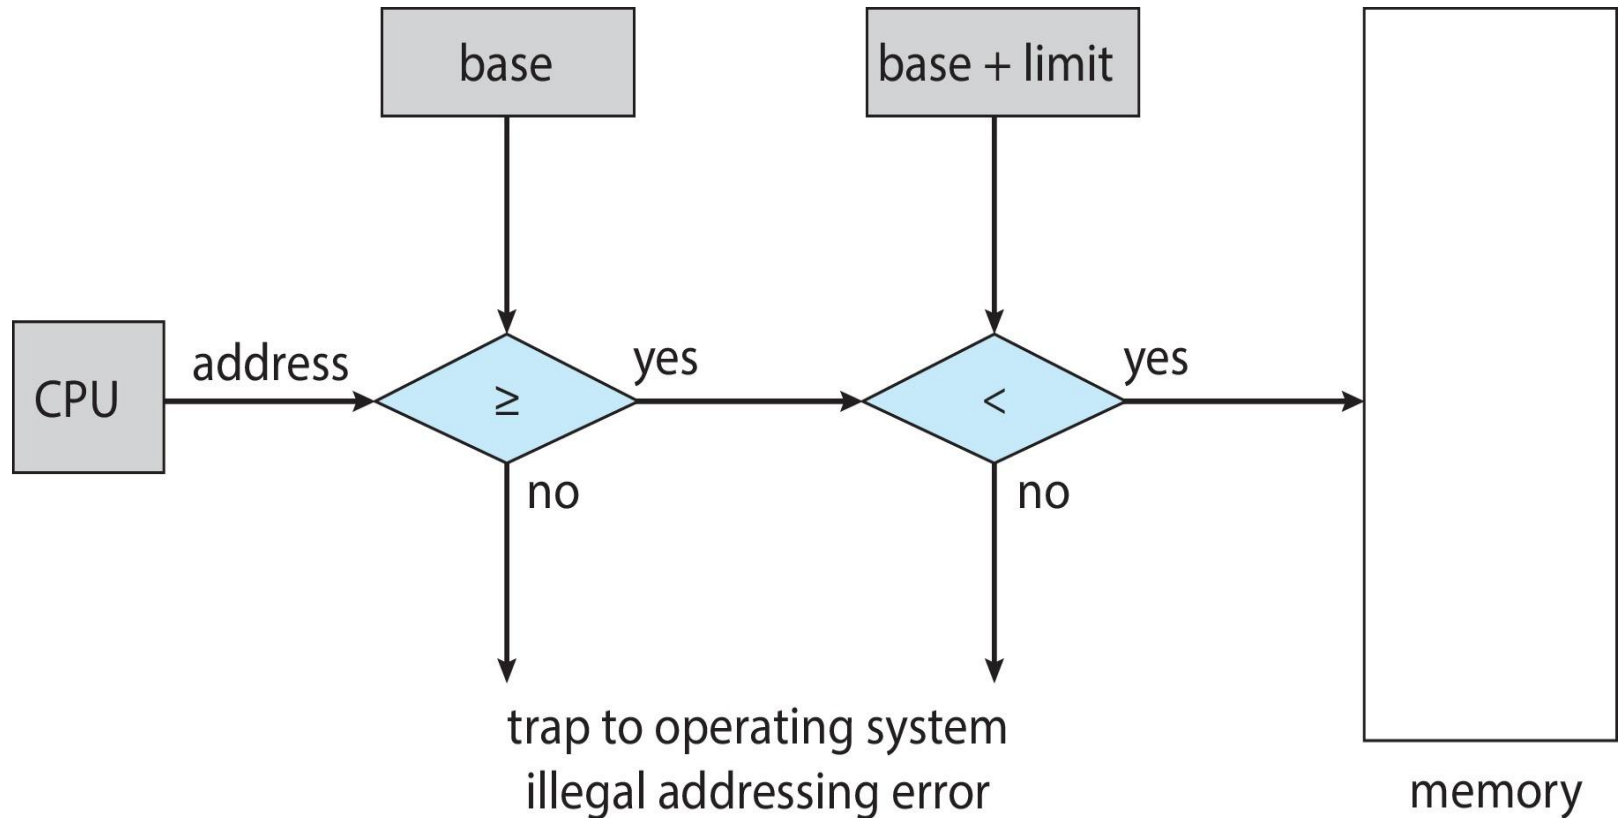 base
base + limit
CPU
address
≥
yes
<
yes
no
no
trap to operating system
illegal addressing error
memory